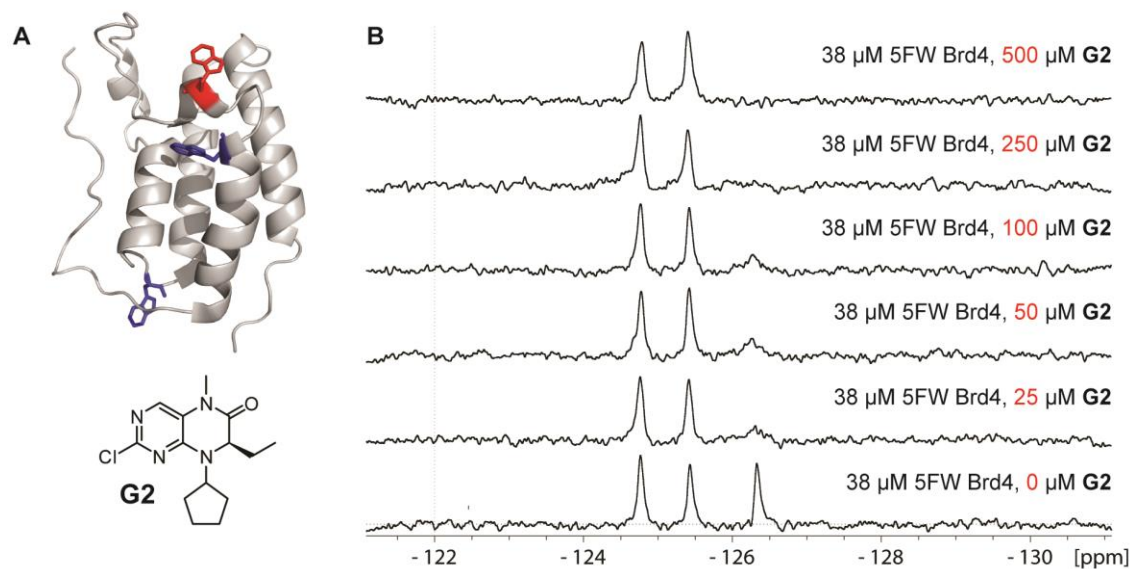 A
B
38 µM 5FW Brd4, 500 µM G2
38 µM 5FW Brd4, 250 µM G2
38 µM 5FW Brd4, 100 µM G2
38 µM 5FW Brd4, 50 µM G2
38 µM 5FW Brd4, 25 µM G2
38 µM 5FW Brd4, 0 µM G2
N
N
O
N
Cl
N
N
G2
- 122
- 124
- 126
- 128
- 130
[ppm]